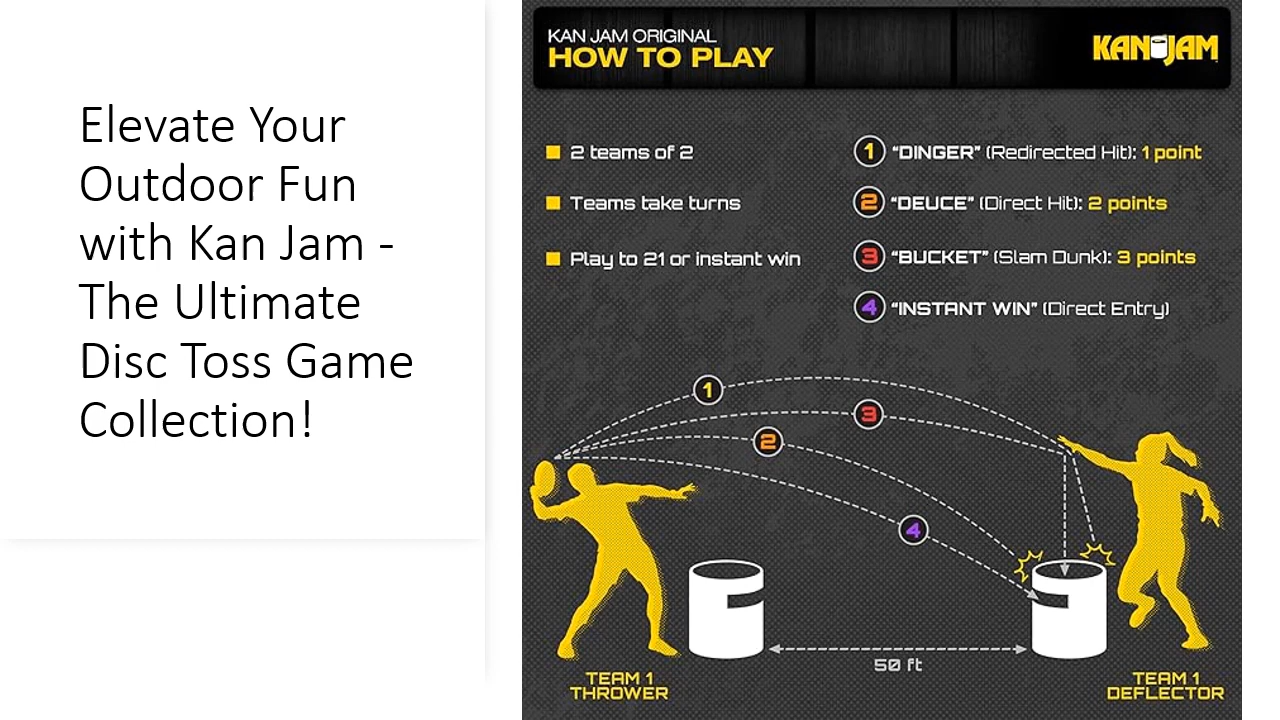 Elevate Your
Outdoor Fun
with Kan Jam -
The Ultimate
Disc Toss Game
Collection!
KAN JAM ORIGINAL
HOW TO PLAY
KAN JAM
2 teams of 2
Teams take turns
Play to 21 or instant win
1 “DINGER” (Redirected Hit): 1 point
2 “DEUCE” (Direct Hit): 2 points
3 “BUCKET” (Slam Dunk): 3 points
4 “INSTANT WIN” (Direct Entry)
1
3
2
4
50 ft
TEAM 1
THROWER
TEAM 1
DEFLECTOR